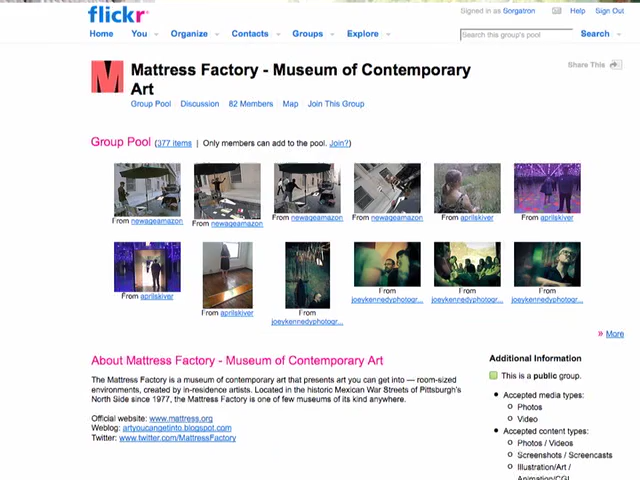 flickr
Signed in as Sorgatron Help Sign Out
Home You Organize Contacts Groups Explore Search this group's pool Search
M
Mattress Factory - Museum of Contemporary
Art
Share This
Group Pool Discussion 82 Members Map Join This Group
Group Pool (377 items) | Only members can add to the pool. Join?)
From newageamazon From newageamazon From newageamazon From newageamazon From aprilskiver From aprilskiver
From aprilskiver From aprilskiver From joeykennedyphotogr... From joeykennedyphotogr... From joeykennedyphotogr... From joeykennedyphotogr...
» More
About Mattress Factory - Museum of Contemporary Art
The Mattress Factory is a museum of contemporary art that presents art you can get into — room-sized
environments, created by in-residence artists. Located in the historic Mexican War Streets of Pittsburgh's
North Side since 1977, the Mattress Factory is one of few museums of its kind anywhere.
Official website: www.mattress.org
Weblog: artyoucangetinto.blogspot.com
Twitter: www.twitter.com/MattressFactory
Additional Information
This is a public group.
• Accepted media types:
o Photos
o Video
• Accepted content types:
o Photos / Videos
o Screenshots / Screencasts
o Illustration/Art /
Animation/CGI